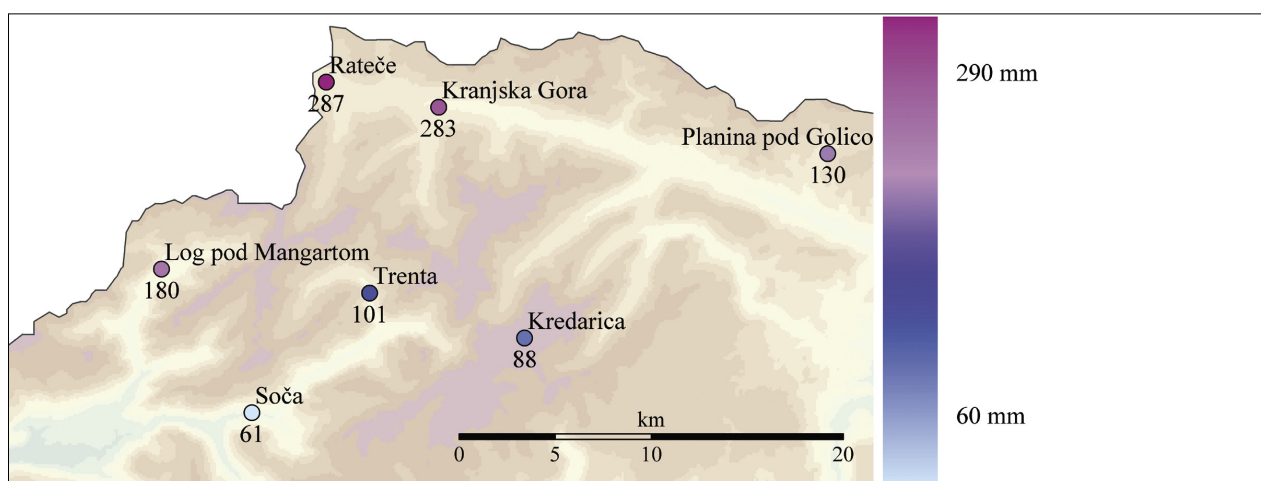 Rateče
287
290 mm
Kranjska Gora
283
Planina pod Golico
130
Log pod Mangartom
180
Trenta
101
Kredarica
88
Soča
61
60 mm
km
0 5 10 20